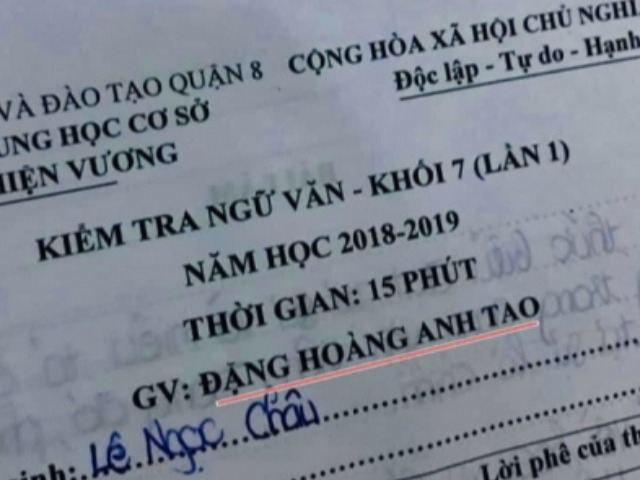 VÀ ĐÀO TẠO QUẬN 8
CỘNG HÒA XÃ HỘI CHỦ NGHĨ
UNG HỌC CƠ SỞ
Độc lập - Tự do - Hạnh
HIỆN VƯƠNG
KIỂM TRA NGỮ VĂN - KHỐI 7 (LẦN 1)
NĂM HỌC 2018-2019
THỜI GIAN: 15 PHÚT
GV: ĐẶNG HOÀNG ANH TAO
sinh: Lê Ngọc Châu
Lời phê của th